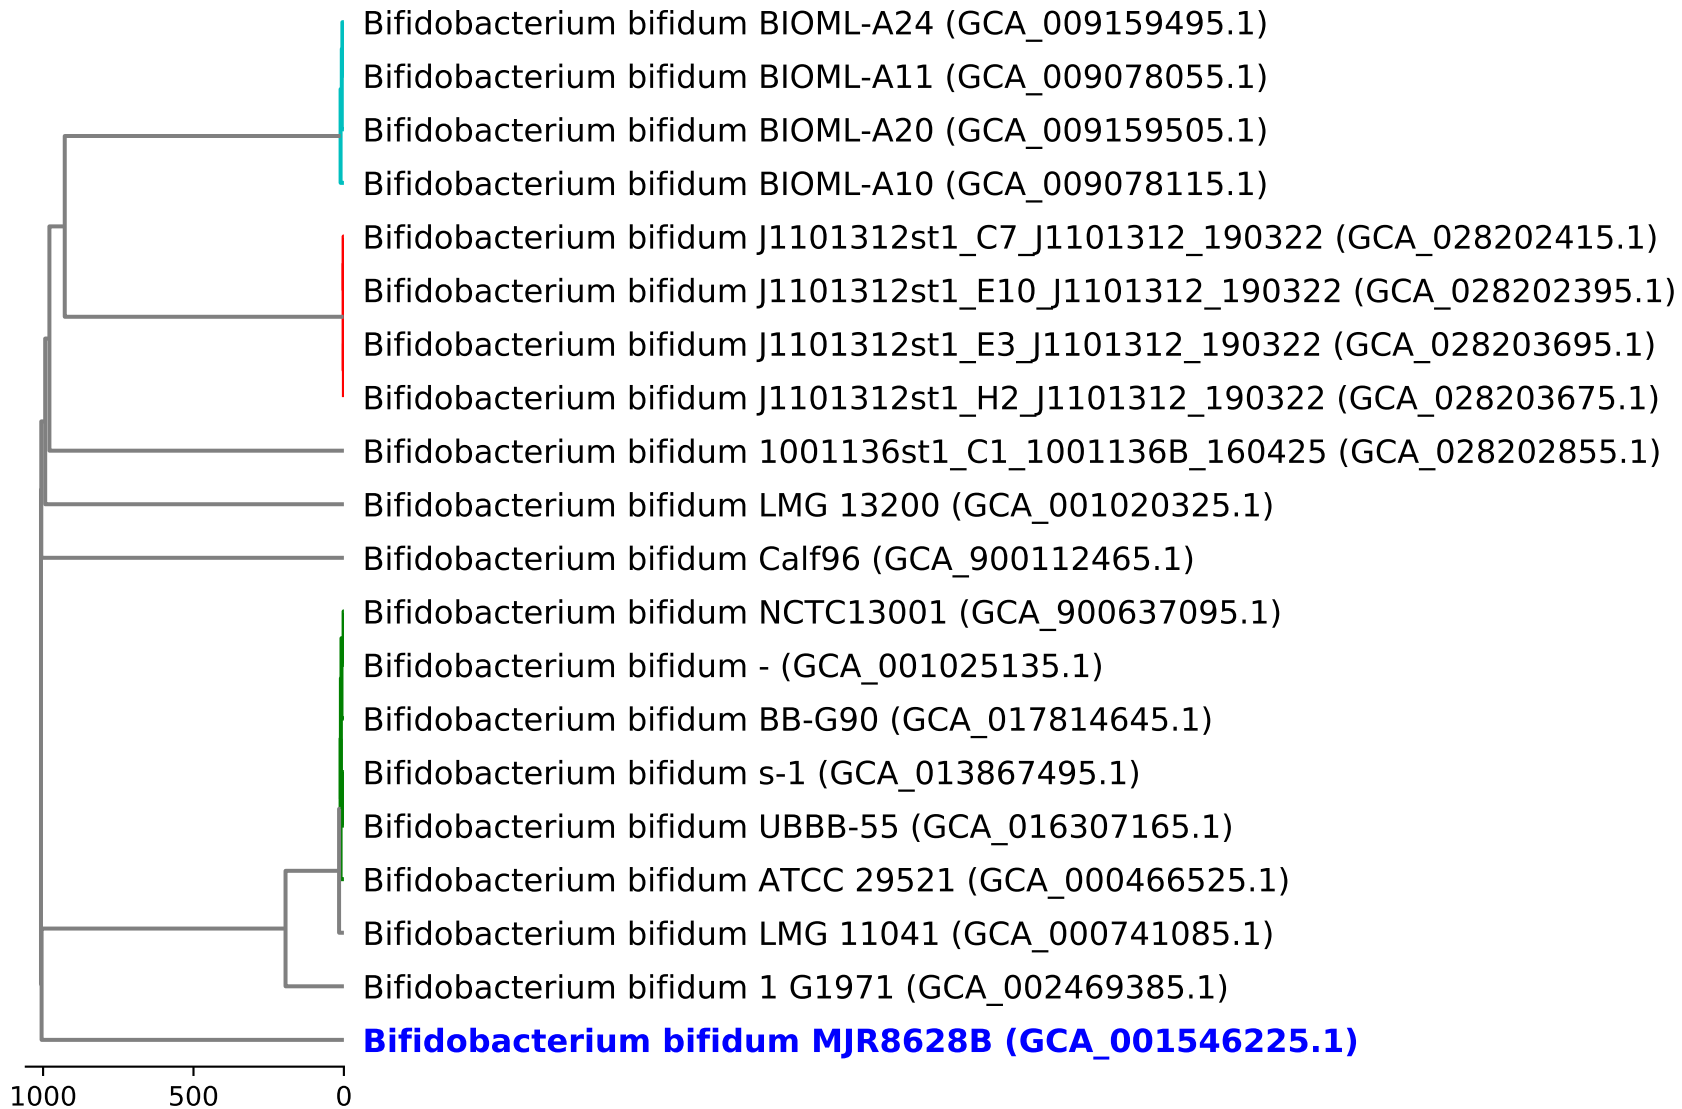 Bifidobacterium bifidum BIOML-A24 (GCA_009159495.1)
Bifidobacterium bifidum BIOML-A11 (GCA_009078055.1)
Bifidobacterium bifidum BIOML-A20 (GCA_009159505.1)
Bifidobacterium bifidum BIOML-A10 (GCA_009078115.1)
Bifidobacterium bifidum J1101312st1_C7_J1101312_190322 (GCA_028202415.1)
Bifidobacterium bifidum J1101312st1_E10_J1101312_190322 (GCA_028202395.1)
Bifidobacterium bifidum J1101312st1_E3_J1101312_190322 (GCA_028203695.1)
Bifidobacterium bifidum J1101312st1_H2_J1101312_190322 (GCA_028203675.1)
Bifidobacterium bifidum 1001136st1_C1_1001136B_160425 (GCA_028202855.1)
Bifidobacterium bifidum LMG 13200 (GCA_001020325.1)
Bifidobacterium bifidum Calf96 (GCA_900112465.1)
Bifidobacterium bifidum NCTC13001 (GCA_900637095.1)
Bifidobacterium bifidum - (GCA_001025135.1)
Bifidobacterium bifidum BB-G90 (GCA_017814645.1)
Bifidobacterium bifidum s-1 (GCA_013867495.1)
Bifidobacterium bifidum UBBB-55 (GCA_016307165.1)
Bifidobacterium bifidum ATCC 29521 (GCA_000466525.1)
Bifidobacterium bifidum LMG 11041 (GCA_000741085.1)
Bifidobacterium bifidum 1 G1971 (GCA_002469385.1)
Bifidobacterium bifidum MJR8628B (GCA_001546225.1)
1000 500 0